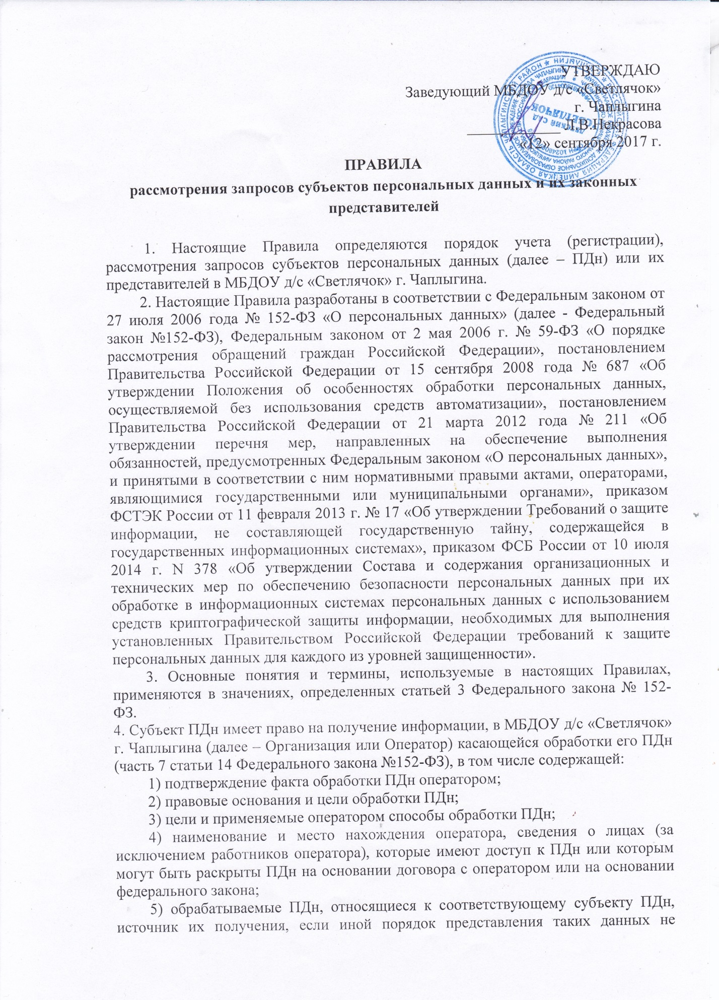 УТВЕРЖДАЮ
Заведующий МБДОУ д/с «Светлячок»
г. Чаплыгина
____________ Л.В.Некрасова
«12» сентября 2017 г.
ДЕТСКИЙ САД
"СВЕТЛЯЧОК"
ПРАВИЛА
рассмотрения запросов субъектов персональных данных и их законных
представителей
1. Настоящие Правила определяются порядок учета (регистрации),
рассмотрения запросов субъектов персональных данных (далее – ПДн) или их
представителей в МБДОУ д/с «Светлячок» г. Чаплыгина.
2. Настоящие Правила разработаны в соответствии с Федеральным законом от
27 июля 2006 года № 152-ФЗ «О персональных данных» (далее - Федеральный
закон №152-ФЗ), Федеральным законом от 2 мая 2006 г. № 59-ФЗ «О порядке
рассмотрения обращений граждан Российской Федерации», постановлением
Правительства Российской Федерации от 15 сентября 2008 года № 687 «Об
утверждении Положения об особенностях обработки персональных данных,
осуществляемой без использования средств автоматизации», постановлением
Правительства Российской Федерации от 21 марта 2012 года № 211 «Об
утверждении перечня мер, направленных на обеспечение выполнения
обязанностей, предусмотренных Федеральным законом «О персональных данных»,
и принятыми в соответствии с ним нормативными правыми актами, операторами,
являющимися государственными или муниципальными органами», приказом
ФСТЭК России от 11 февраля 2013 г. № 17 «Об утверждении Требований о защите
информации, не составляющей государственную тайну, содержащейся в
государственных информационных системах», приказом ФСБ России от 10 июля
2014 г. N 378 «Об утверждении Состава и содержания организационных и
технических мер по обеспечению безопасности персональных данных при их
обработке в информационных системах персональных данных с использованием
средств криптографической защиты информации, необходимых для выполнения
установленных Правительством Российской Федерации требований к защите
персональных данных для каждого из уровней защищенности».
3. Основные понятия и термины, используемые в настоящих Правилах,
применяются в значениях, определенных статьей 3 Федерального закона № 152-
ФЗ.
4. Субъект ПДн имеет право на получение информации, в МБДОУ д/с «Светлячок»
г. Чаплыгина (далее – Организация или Оператор) касающейся обработки его ПДн
(часть 7 статьи 14 Федерального закона №152-ФЗ), в том числе содержащей:
1) подтверждение факта обработки ПДн оператором;
2) правовые основания и цели обработки ПДн;
3) цели и применяемые оператором способы обработки ПДн;
4) наименование и место нахождения оператора, сведения о лицах (за
исключением работников оператора), которые имеют доступ к ПДн или которым
могут быть раскрыты ПДн на основании договора с оператором или на основании
федерального закона;
5) обрабатываемые ПДн, относящиеся к соответствующему субъекту ПДн,
источник их получения, если иной порядок представления таких данных не